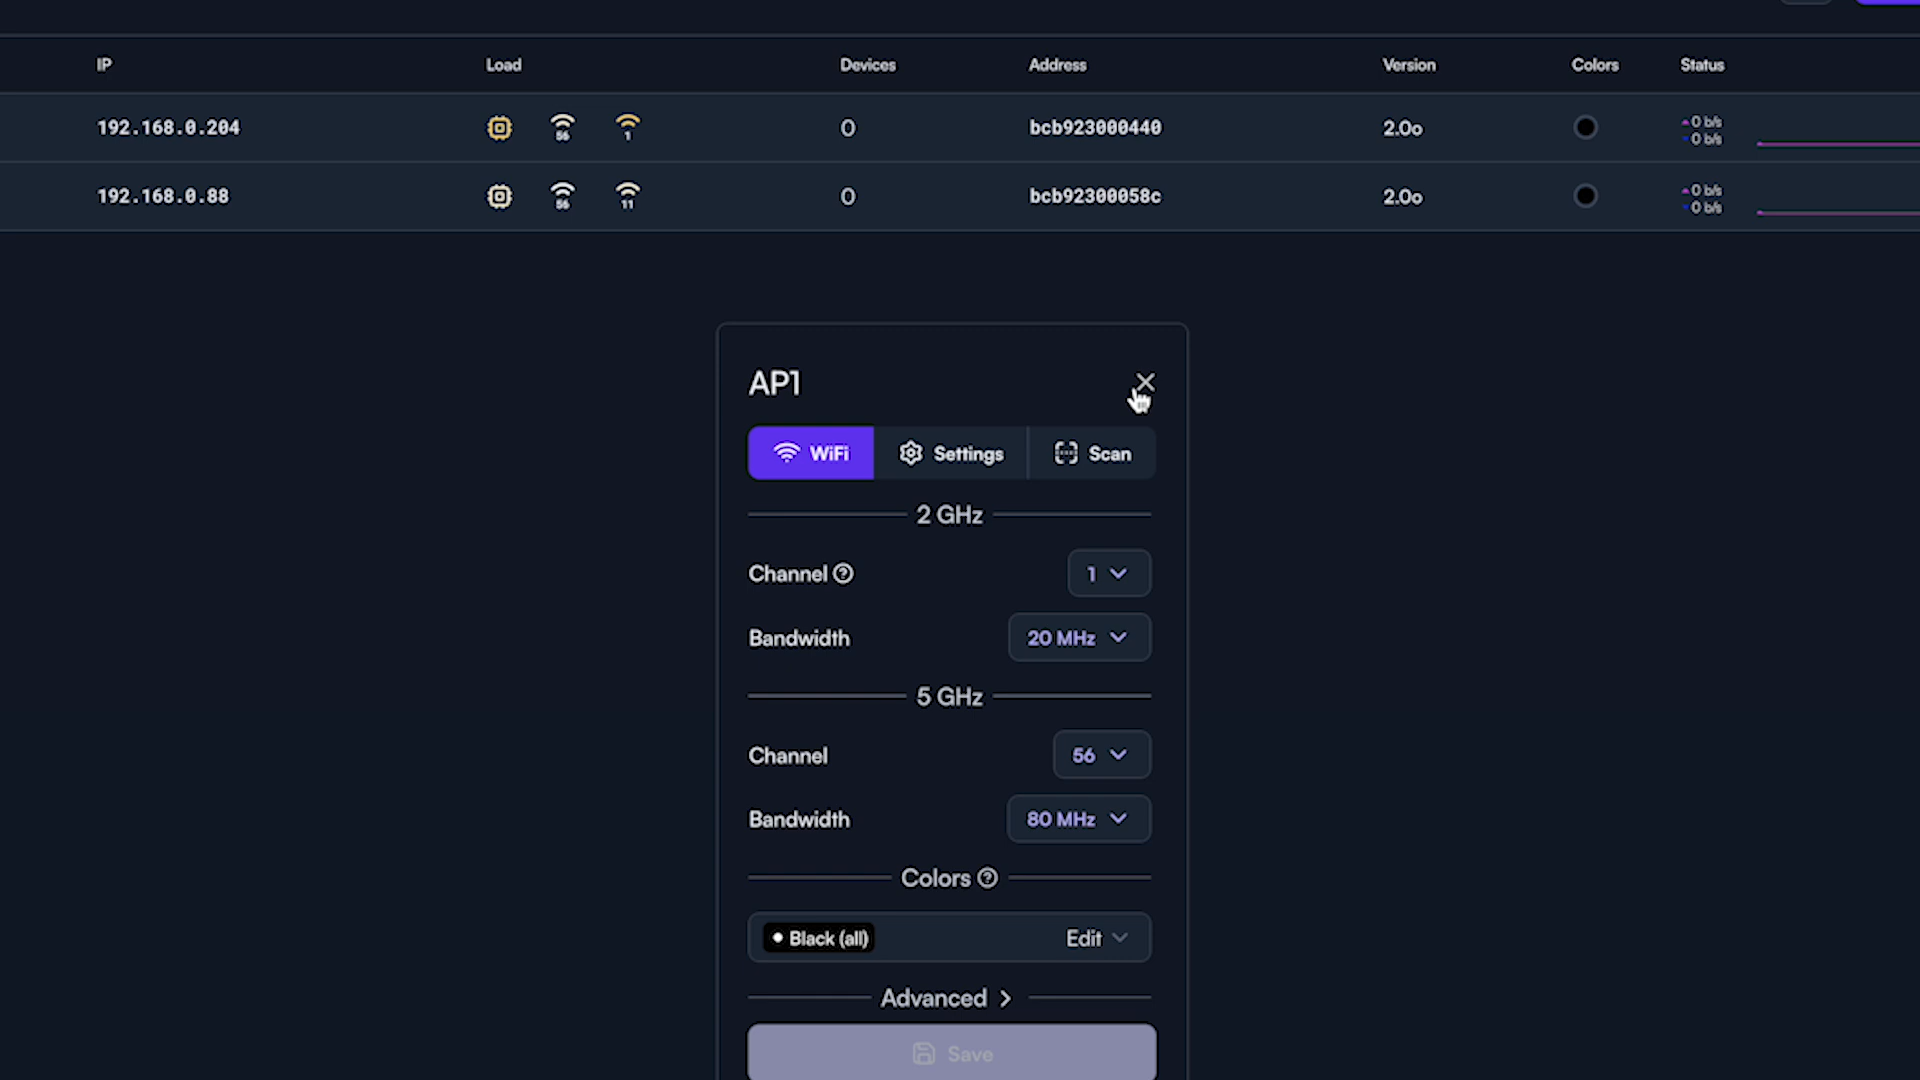 IP Load Devices Address Version Colors Status
192.168.0.204 56 1 0 bcb923000440 2.0o 0 b/s
0 b/s
192.168.0.88 56 11 0 bcb92300058c 2.0o 0 b/s
0 b/s
AP1
WiFi Settings Scan
2 GHz
Channel ? 1
Bandwidth 20 MHz
5 GHz
Channel 56
Bandwidth 80 MHz
Colors ?
Black (all) Edit
Advanced
Save